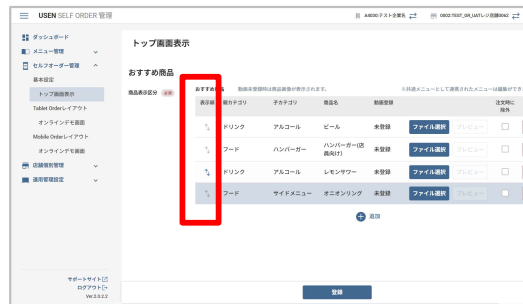 USEN SELF ORDER 管理
A4000:テスト企業名
0002:TEST_GR_UATレジ店舗0062
ダッシュボード
メニュー管理
セルフオーダー管理
基本設定
トップ画面表示
Tablet Orderレイアウト
オンラインデモ画面
Mobile Orderレイアウト
オンラインデモ画面
店舗個別管理
運用管理設定
サポートサイト
ログアウト
Ver.2.0.2.2
トップ画面表示
おすすめ商品
商品表示区分 必須
おすすめ 動画未登録時は商品画像が表示されます。
※共通メニューとして連携されたメニューは編集ができ
表示順 親カテゴリ 子カテゴリ 商品名 動画登録 注文時に除外
ドリンク アルコール ビール 未登録 ファイル選択 プレビュー
フード ハンバーガー ハンバーガー(店員向け) 未登録 ファイル選択 プレビュー
ドリンク アルコール レモンサワー 未登録 ファイル選択 プレビュー
フード サイドメニュー オニオンリング 未登録 ファイル選択 プレビュー
追加
登録